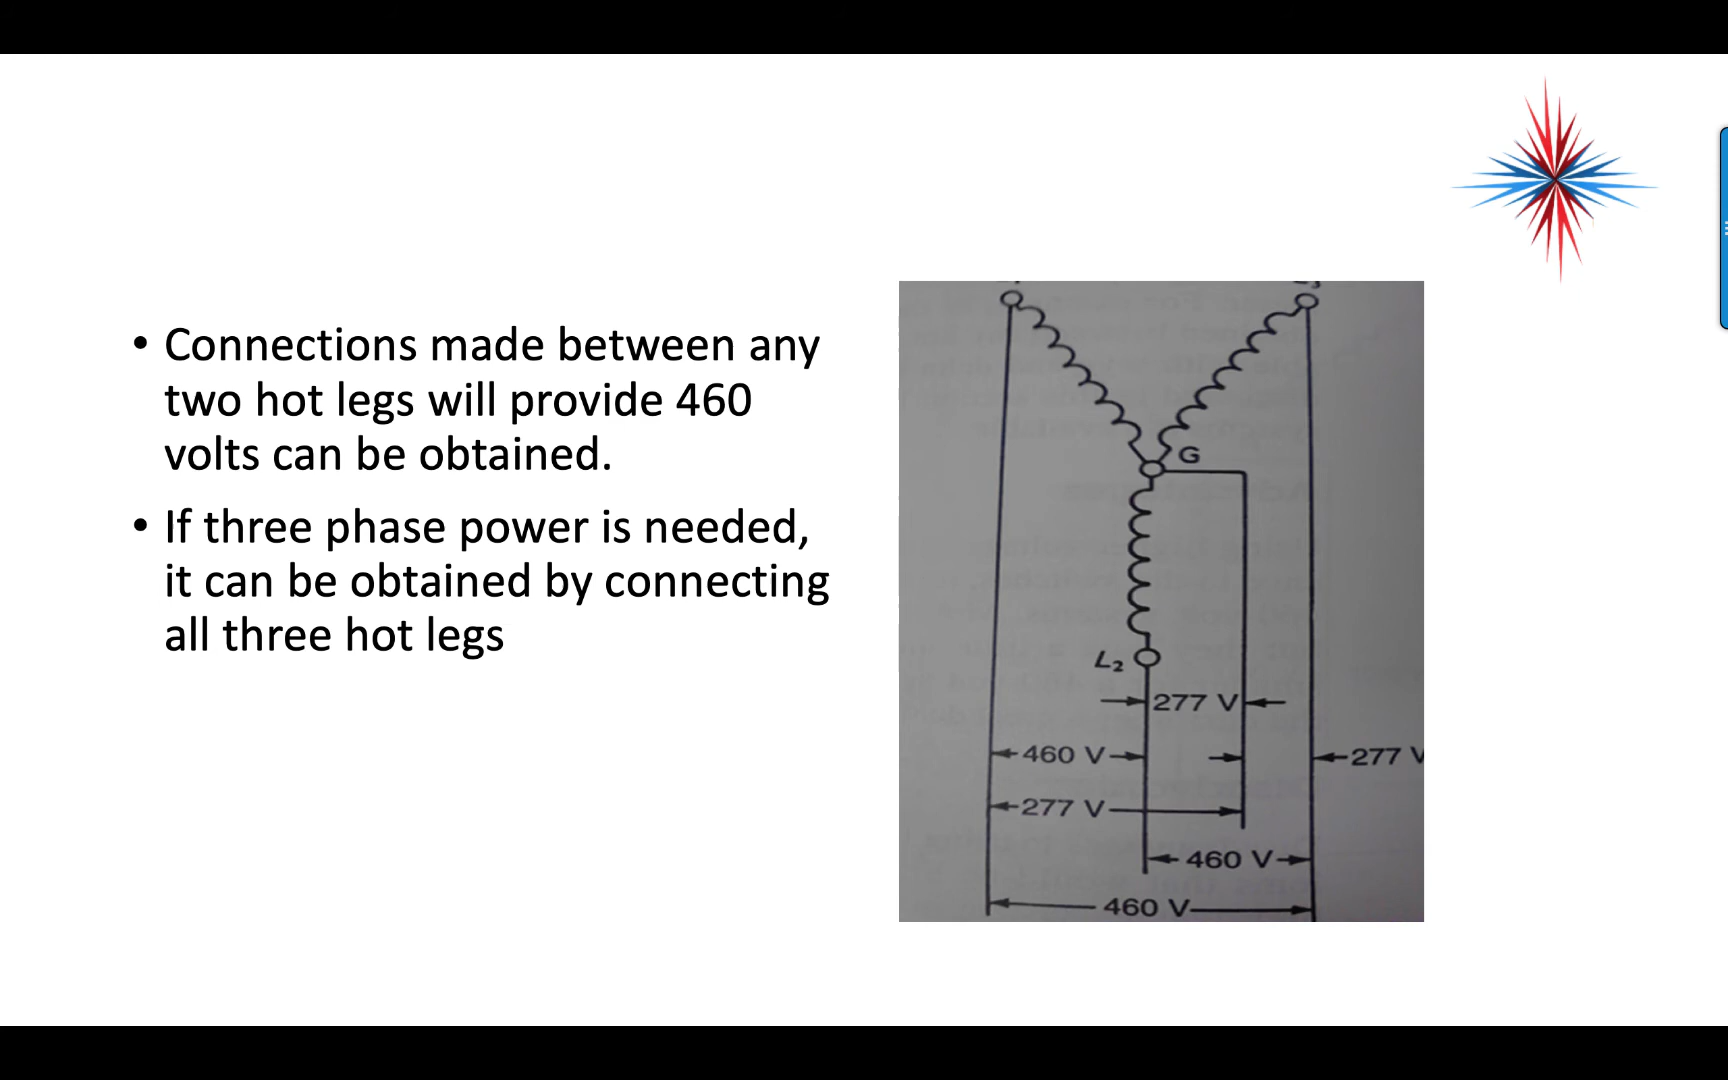 • Connections made between any
two hot legs will provide 460
volts can be obtained.
• If three phase power is needed,
it can be obtained by connecting
all three hot legs
G
L₂
277 V
460 V
277 V
277 V
460 V
460 V